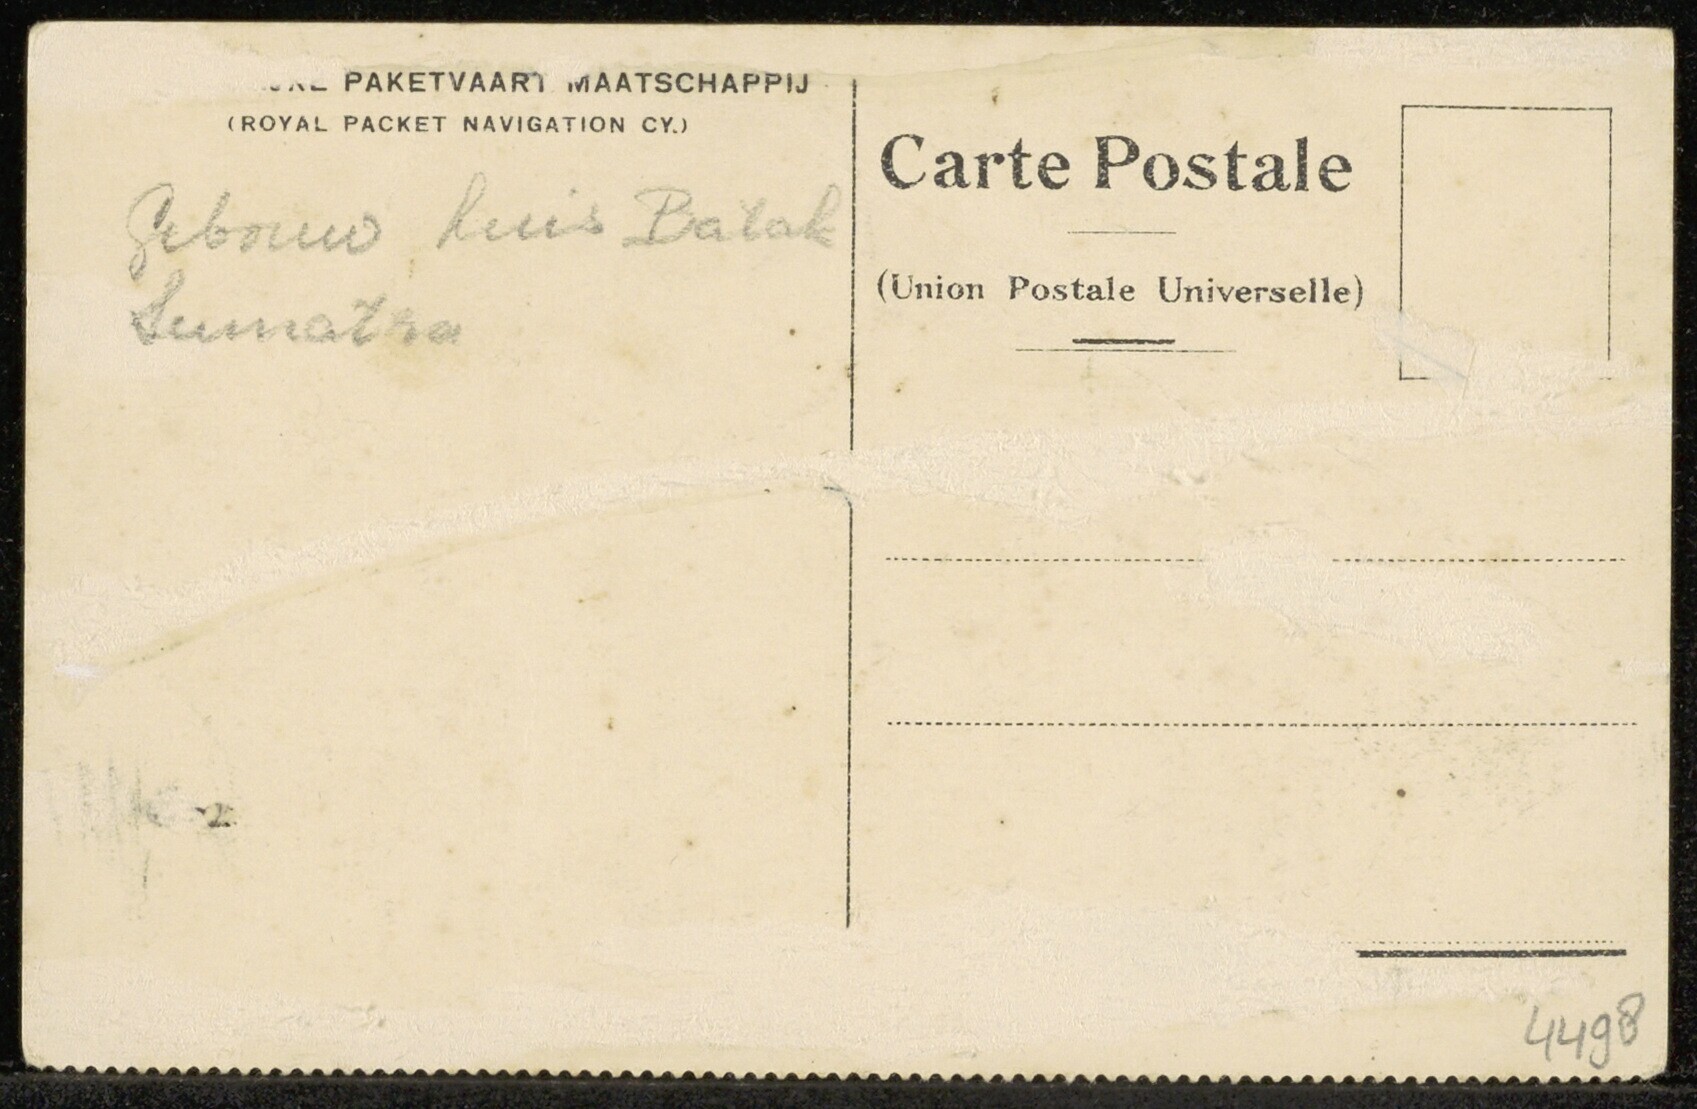 PAKETVAART MAATSCHAPPIJ
(ROYAL PACKET NAVIGATION CY.)
Gebouw huis Batak
Sumatra
Carte Postale
(Union Postale Universelle)
4498